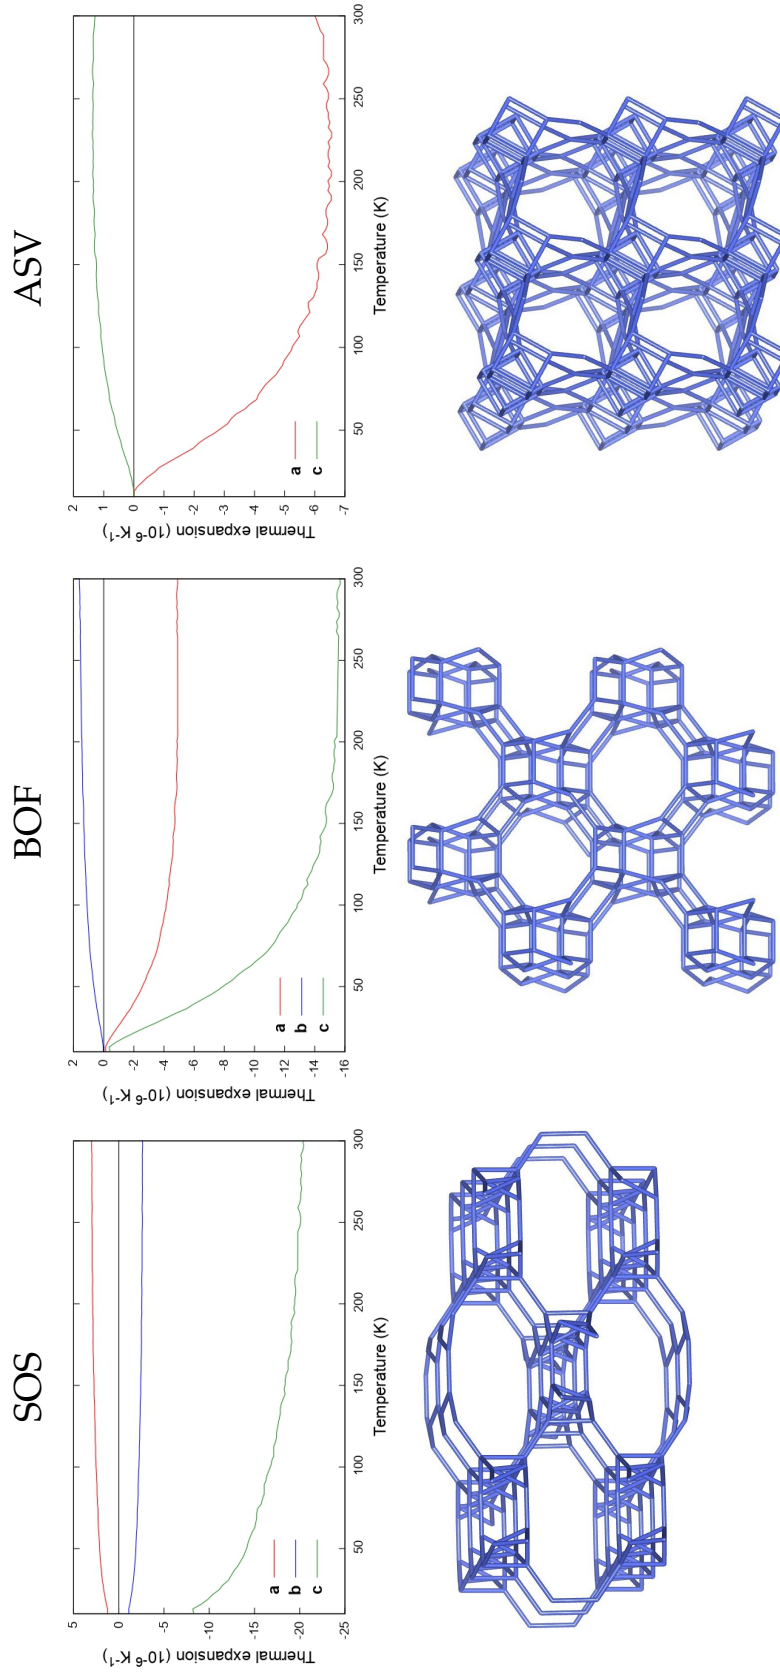 SOS
Thermal expansion (10⁻⁶ K⁻¹)
5
0
-5
-10
-15
-20
-25
50
100
150
200
250
300
Temperature (K)
a
b
c
BOF
Thermal expansion (10⁻⁶ K⁻¹)
2
0
-2
-4
-6
-8
-10
-12
-14
-16
50
100
150
200
250
300
Temperature (K)
a
b
c
ASV
Thermal expansion (10⁻⁶ K⁻¹)
2
1
0
-1
-2
-3
-4
-5
-6
-7
50
100
150
200
250
300
Temperature (K)
a
c